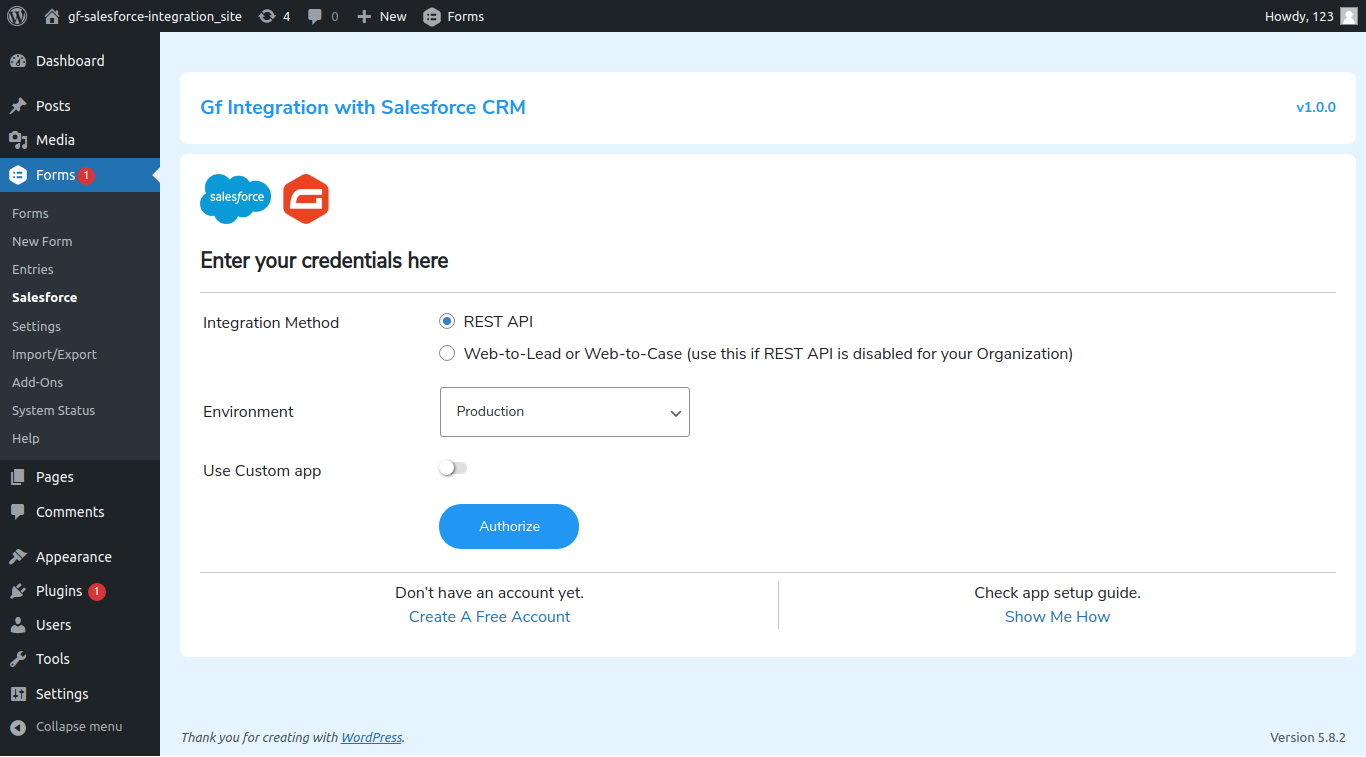 gf-salesforce-integration_site 4 0 New Forms Howdy, 123
Dashboard
Posts
Media
Forms 1
Forms
New Form
Entries
Salesforce
Settings
Import/Export
Add-Ons
System Status
Help
Pages
Comments
Appearance
Plugins 1
Users
Tools
Settings
Collapse menu
Gf Integration with Salesforce CRM v1.0.0
salesforce
Enter your credentials here
Integration Method REST API
Web-to-Lead or Web-to-Case (use this if REST API is disabled for your Organization)
Environment Production
Use Custom app
Authorize
Don't have an account yet.
Create A Free Account
Check app setup guide.
Show Me How
Thank you for creating with WordPress. Version 5.8.2